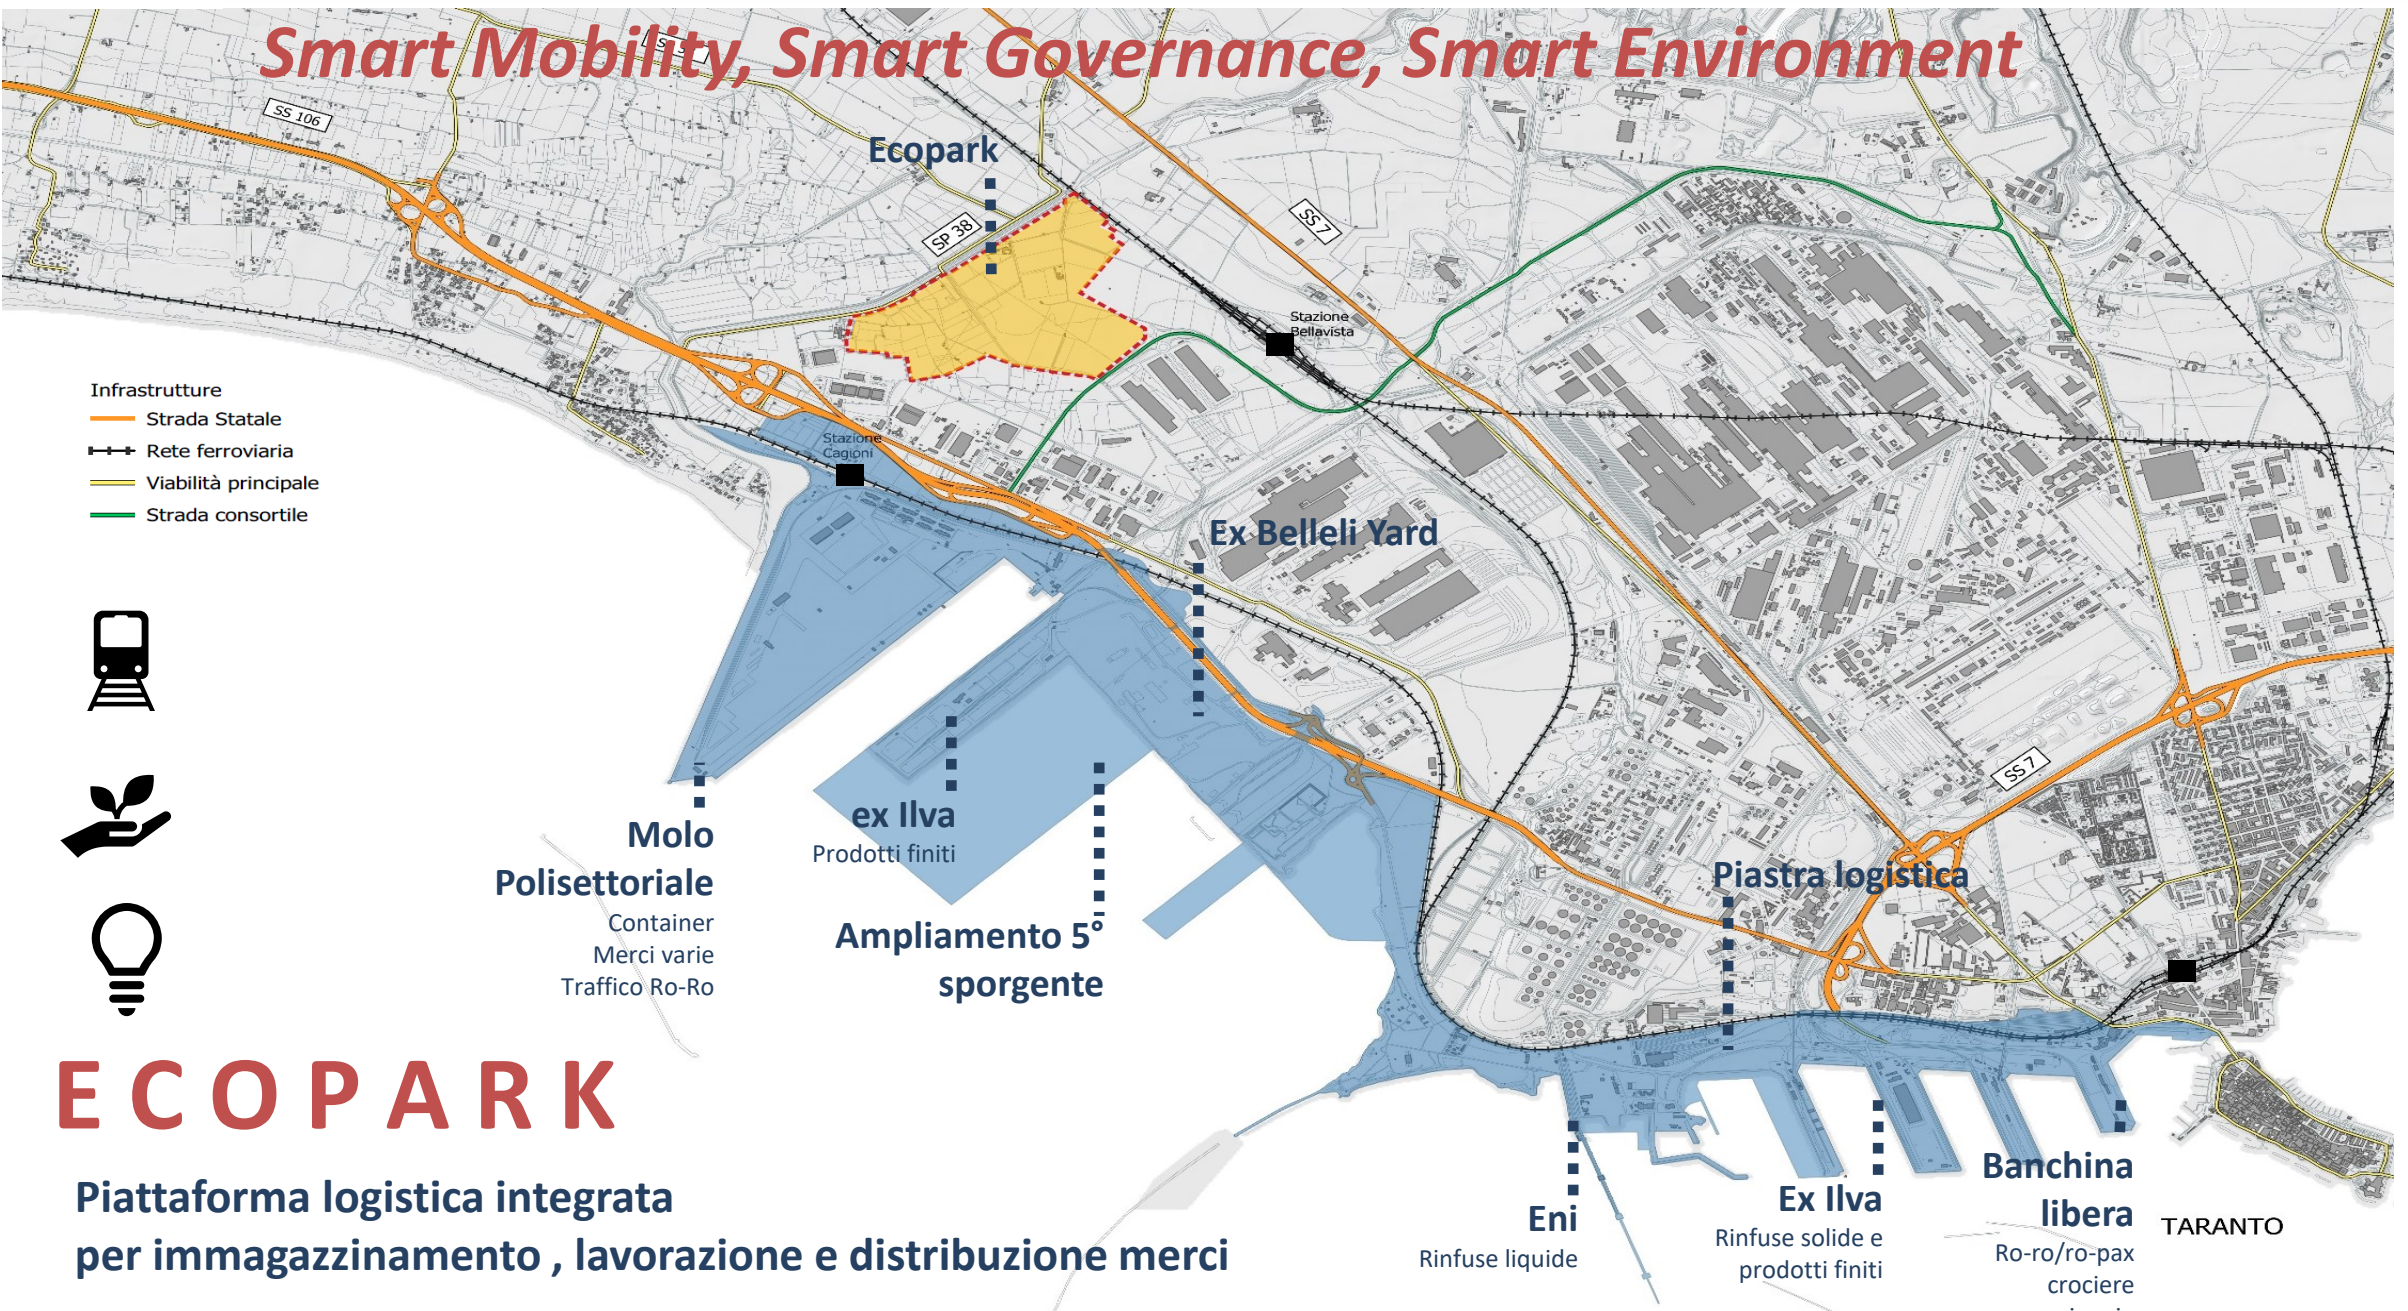 Smart Mobility, Smart Governance, Smart Environment
SS 106
Ecopark
SP 38
SS 7
Stazione
Bellavista
Infrastrutture
Strada Statale
Rete ferroviaria
Viabilità principale
Strada consortile
Stazione
Cagioni
Ex Belleli Yard
SS 7
Molo
Polisettoriale
Container
Merci varie
Traffico Ro-Ro
ex Ilva
Prodotti finiti
Ampliamento 5°
sporgente
Piastra logistica
ECOPARK
Piattaforma logistica integrata
per immagazzinamento , lavorazione e distribuzione merci
Eni
Rinfuse liquide
Ex Ilva
Rinfuse solide e
prodotti finiti
Banchina
libera
Ro-ro/ro-pax
crociere
TARANTO